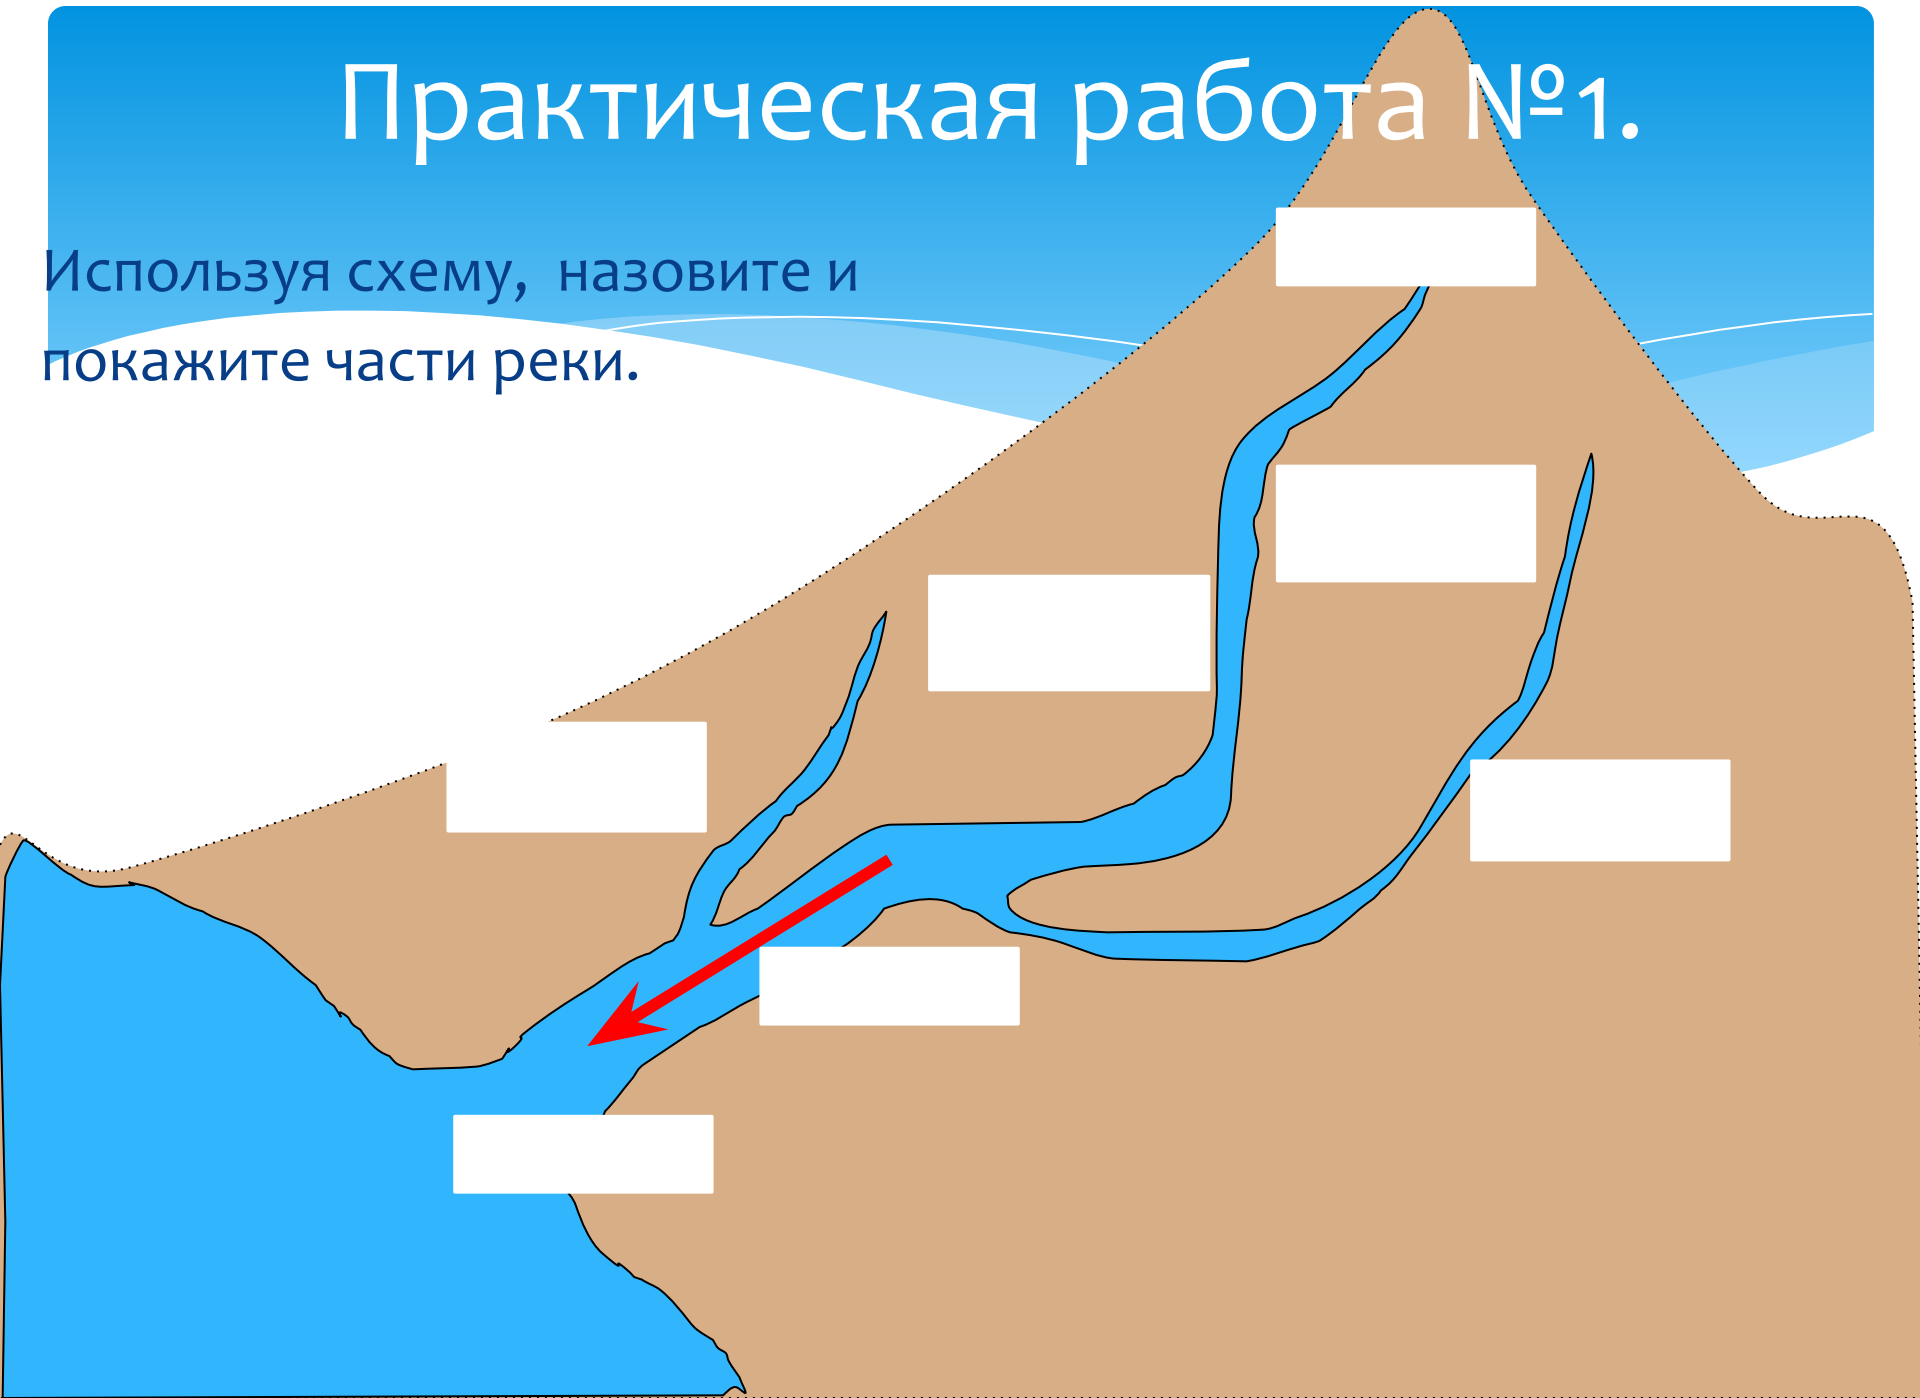 Практическая работа №1.
Используя схему, назовите и
покажите части реки.